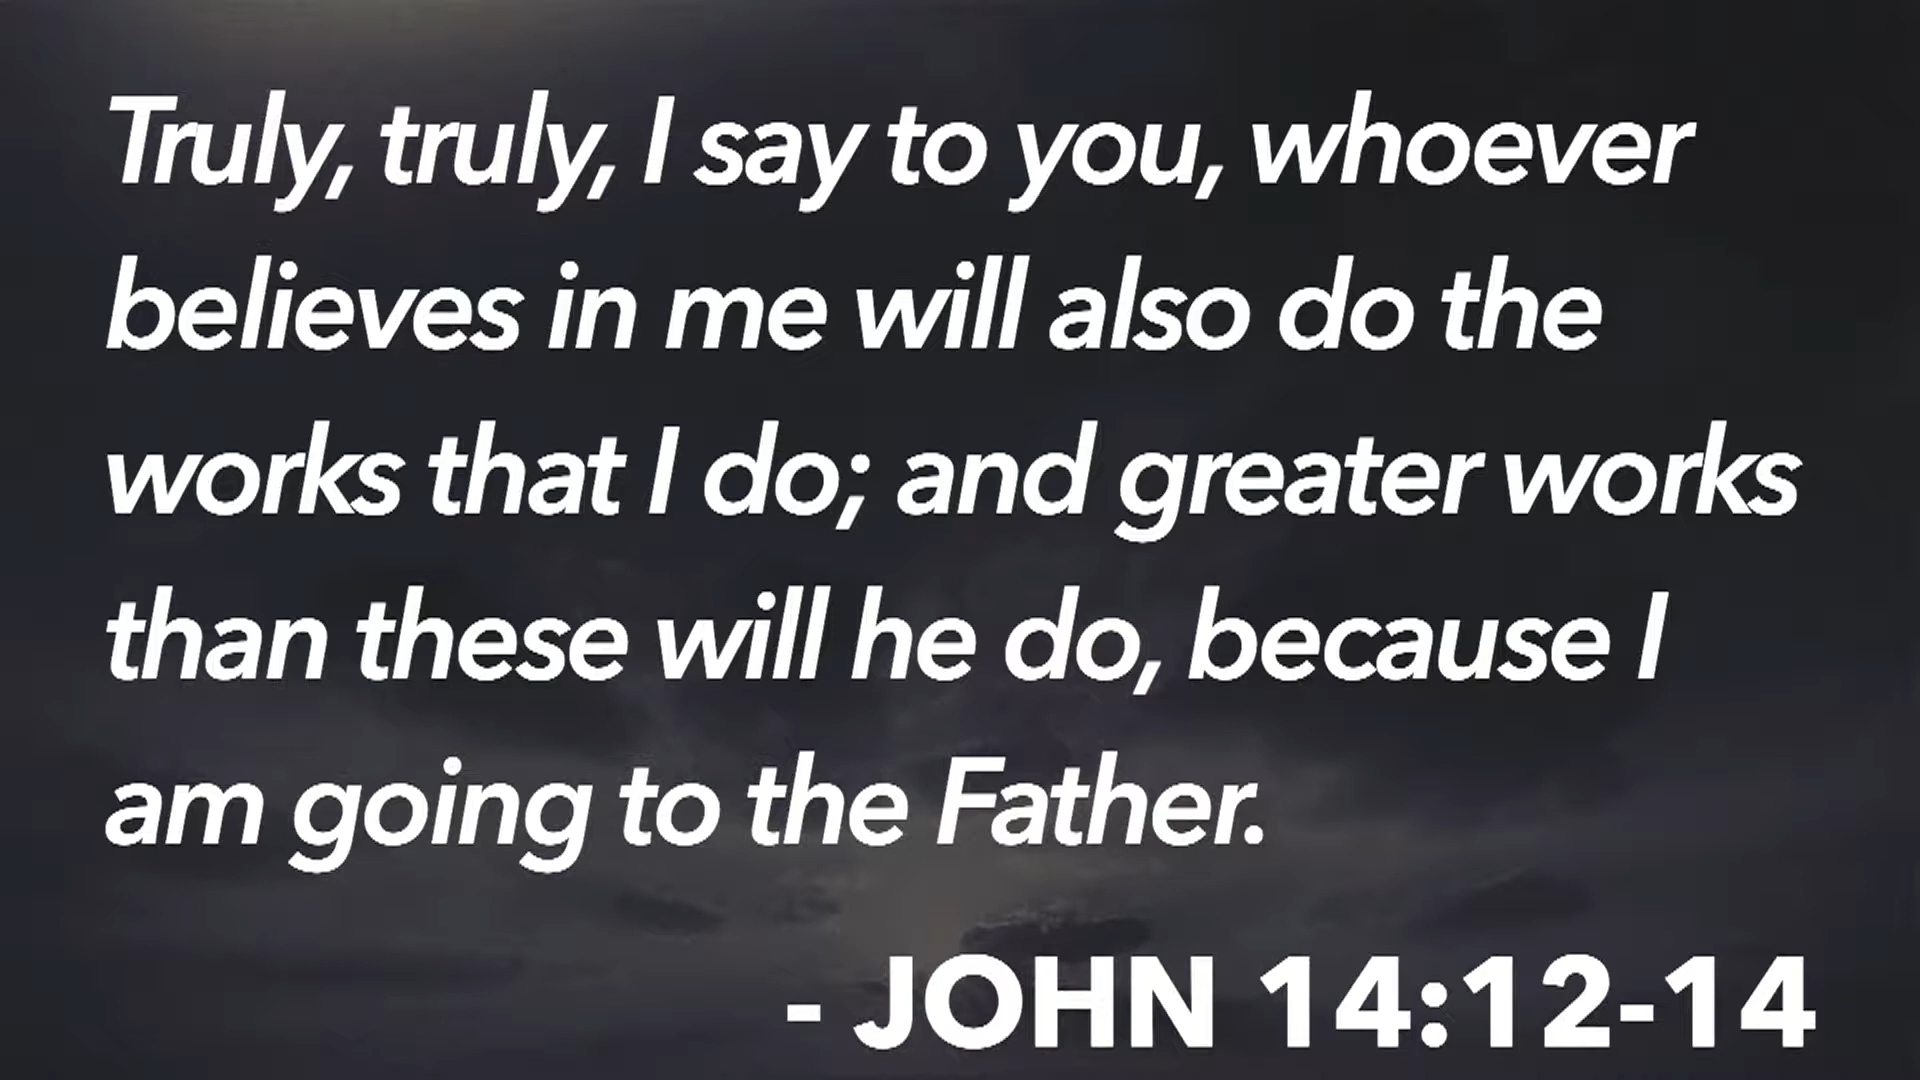 Truly, truly, I say to you, whoever
believes in me will also do the
works that I do; and greater works
than these will he do, because I
am going to the Father.
- JOHN 14:12-14